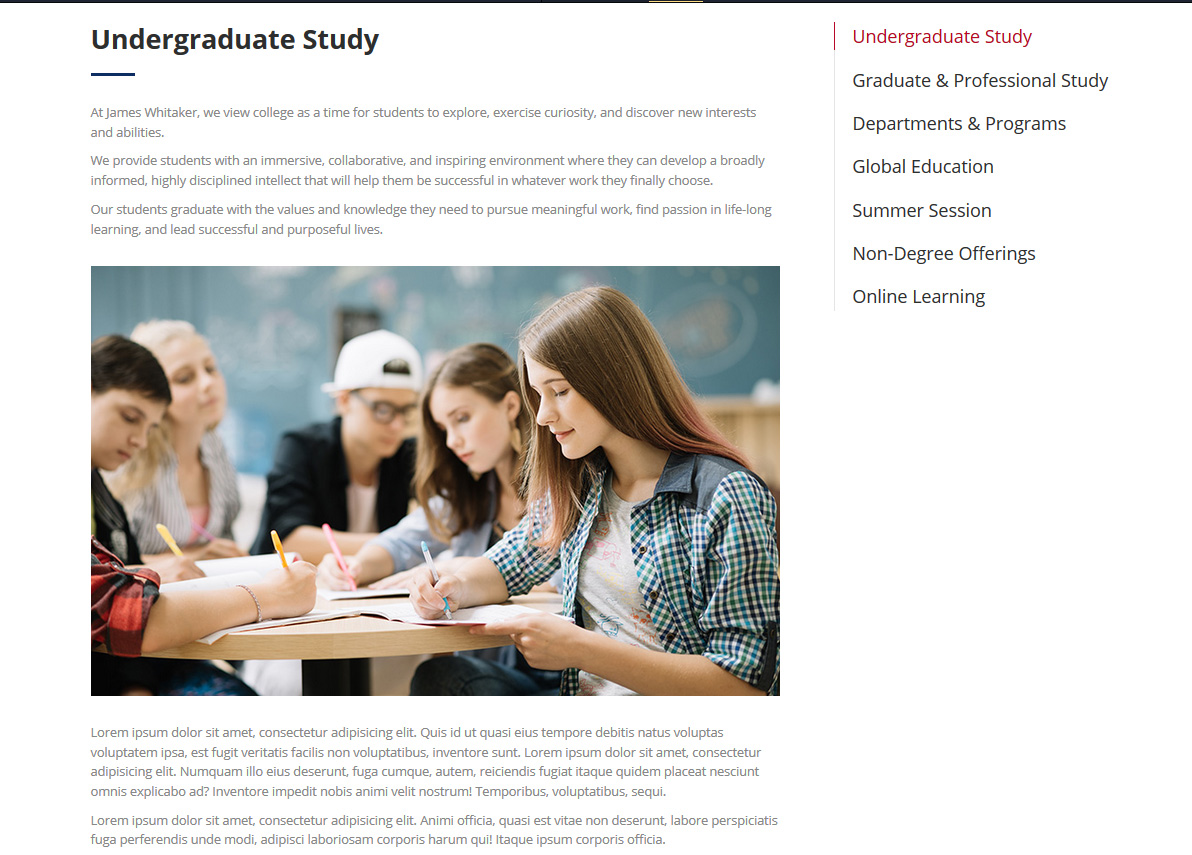 Undergraduate Study
At James Whitaker, we view college as a time for students to explore, exercise curiosity, and discover new interests
and abilities.
We provide students with an immersive, collaborative, and inspiring environment where they can develop a broadly
informed, highly disciplined intellect that will help them be successful in whatever work they finally choose.
Our students graduate with the values and knowledge they need to pursue meaningful work, find passion in life-long
learning, and lead successful and purposeful lives.
Lorem ipsum dolor sit amet, consectetur adipisicing elit. Quis id ut quasi eius tempore debitis natus voluptas
voluptatem ipsa, est fugit veritatis facilis non voluptatibus, inventore sunt. Lorem ipsum dolor sit amet, consectetur
adipisicing elit. Numquam illo eius deserunt, fuga cumque, autem, reiciendis fugiat itaque quidem placeat nesciunt
omnis explicabo ad? Inventore impedit nobis animi velit nostrum! Temporibus, voluptatibus, sequi.
Lorem ipsum dolor sit amet, consectetur adipisicing elit. Animi officia, quasi est vitae non deserunt, labore perspiciatis
fuga perferendis unde modi, adipisci laboriosam corporis harum qui! Itaque ipsum corporis officia.
Undergraduate Study
Graduate & Professional Study
Departments & Programs
Global Education
Summer Session
Non-Degree Offerings
Online Learning